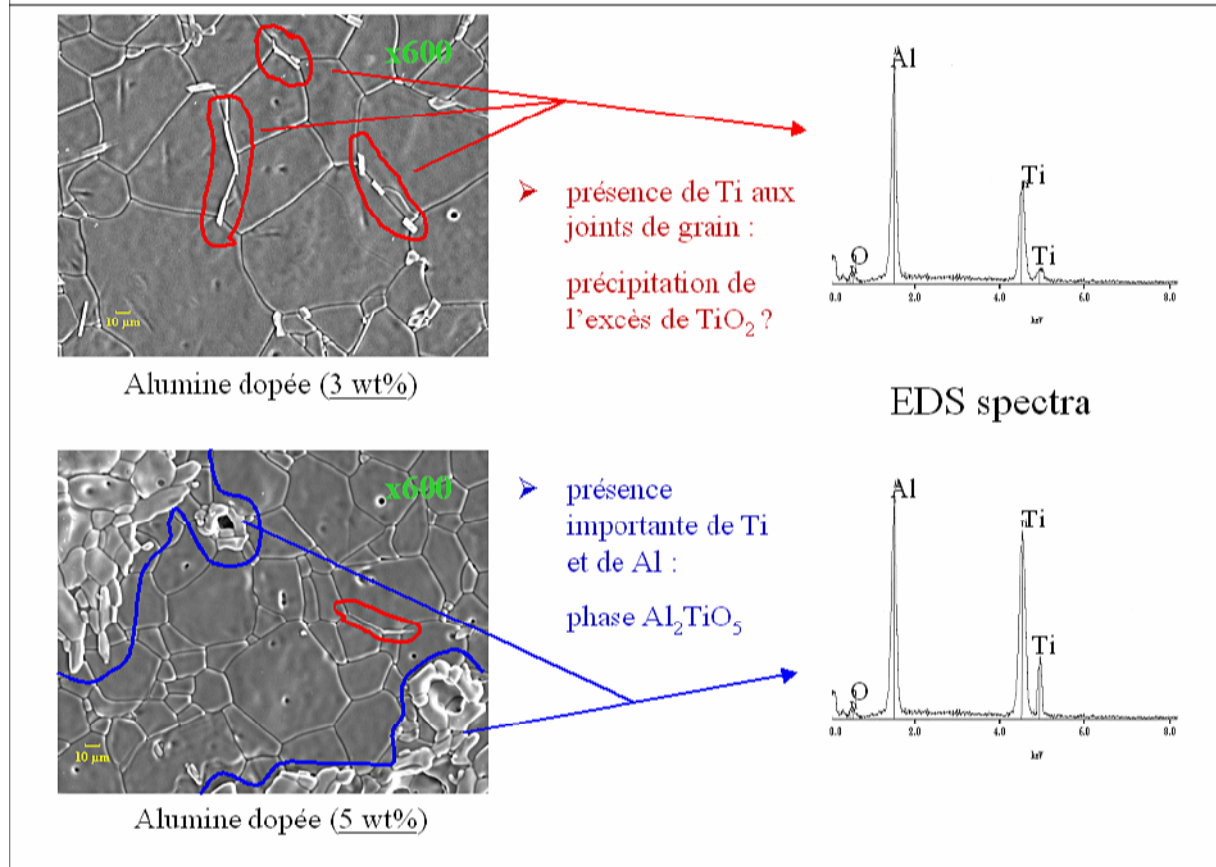 x600
10 µm
Alumine dopée (3 wt%)
➢ présence de Ti aux
joints de grain :
précipitation de
l'excès de TiO₂ ?
Al
Ti
O
Ti
0.0 2.0 4.0 6.0 8.0
keV
EDS spectra
x600
10 µm
Alumine dopée (5 wt%)
➢ présence
importante de Ti
et de Al :
phase Al₂TiO₅
Al
Ti
Ti
O
0.0 2.0 4.0 6.0 8.0
keV